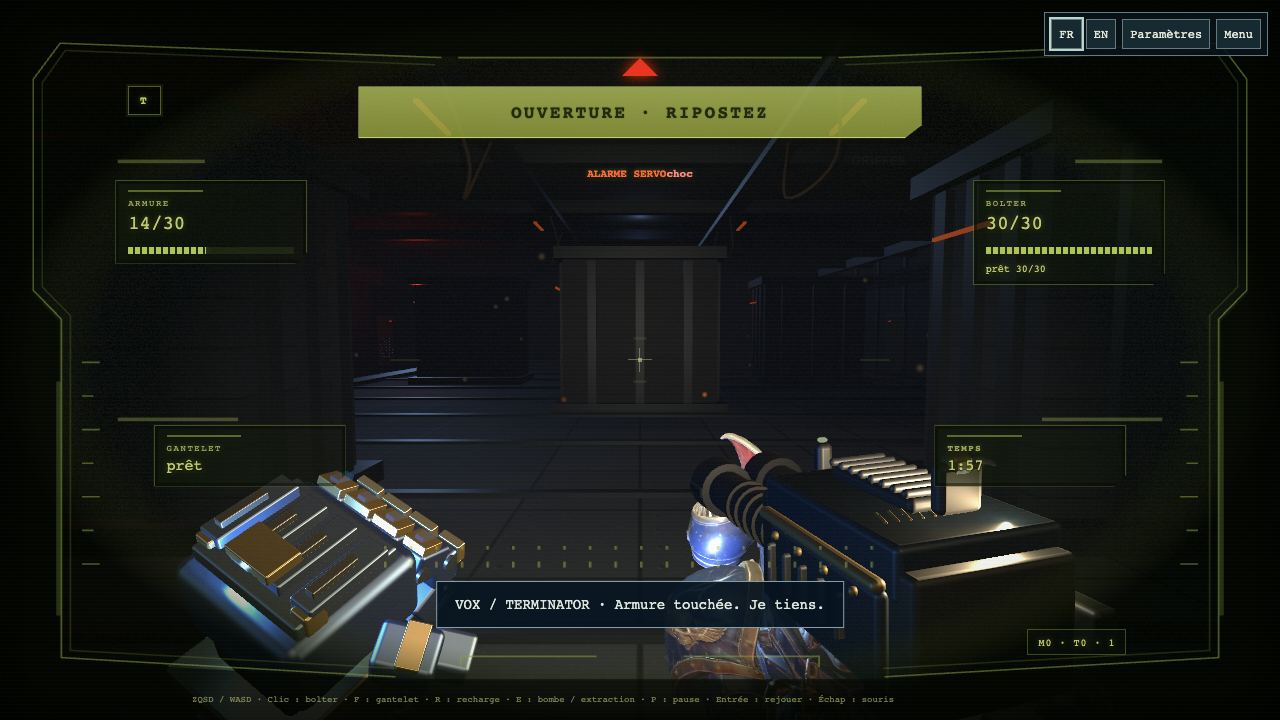 FR EN Paramètres Menu
T
OUVERTURE · RIPOSTEZ
ALARME SERVOchoc
ARMURE
14/30
BOLTER
30/30
prêt 30/30
GANTELET
prêt
TEMPS
1:57
VOX / TERMINATOR · Armure touchée. Je tiens.
M0 · T0 · 1
ZQSD / WASD · Clic : bolter · F : gantelet · R : recharge · E : bombe / extraction · P : pause · Entrée : rejouer · Échap : souris